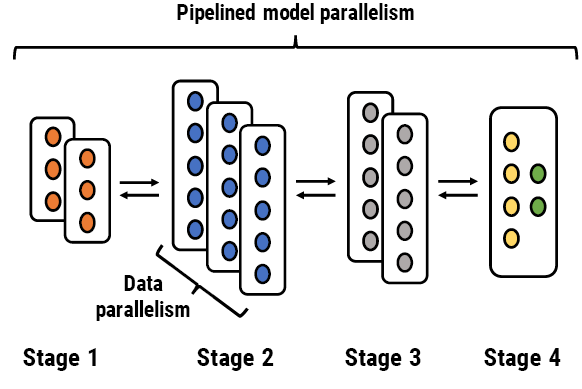 Pipelined model parallelism
Data
parallelism
Stage 1
Stage 2
Stage 3
Stage 4